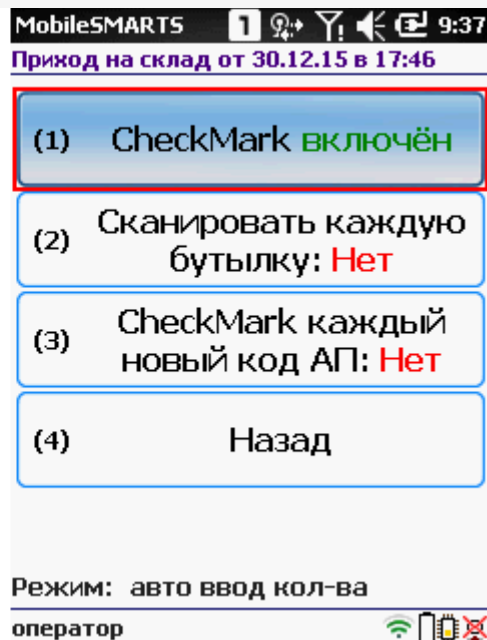 MobileSMARTS 1 9:37
Приход на склад от 30.12.15 в 17:46
(1) CheckMark включён
(2) Сканировать каждую
бутылку: Нет
(3) CheckMark каждый
новый код АП: Нет
(4) Назад
Режим: авто ввод кол-ва
оператор